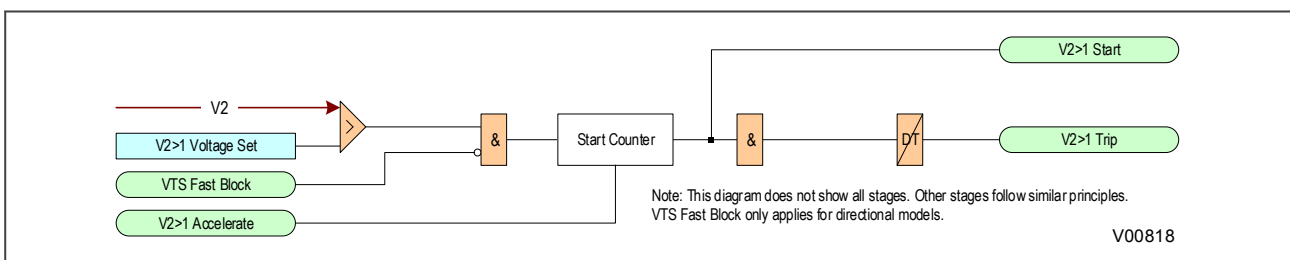 V2>1 Start
V2
>
V2>1 Voltage Set
&
Start Counter
&
DT
V2>1 Trip
VTS Fast Block
V2>1 Accelerate
Note: This diagram does not show all stages. Other stages follow similar principles.
VTS Fast Block only applies for directional models.
V00818